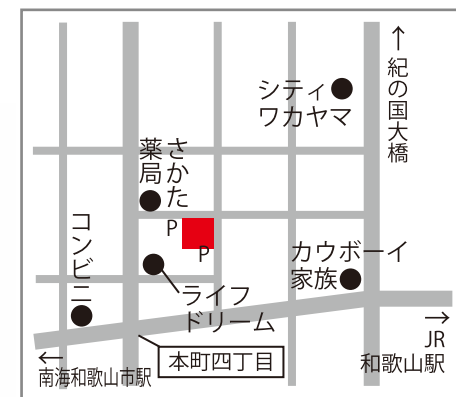 ↑紀の国大橋
シティ
ワカヤマ
さかた
薬局
P
P
コンビニ
カウボーイ
家族
ライフ
ドリーム
本町四丁目
←
南海和歌山市駅
→
JR
和歌山駅